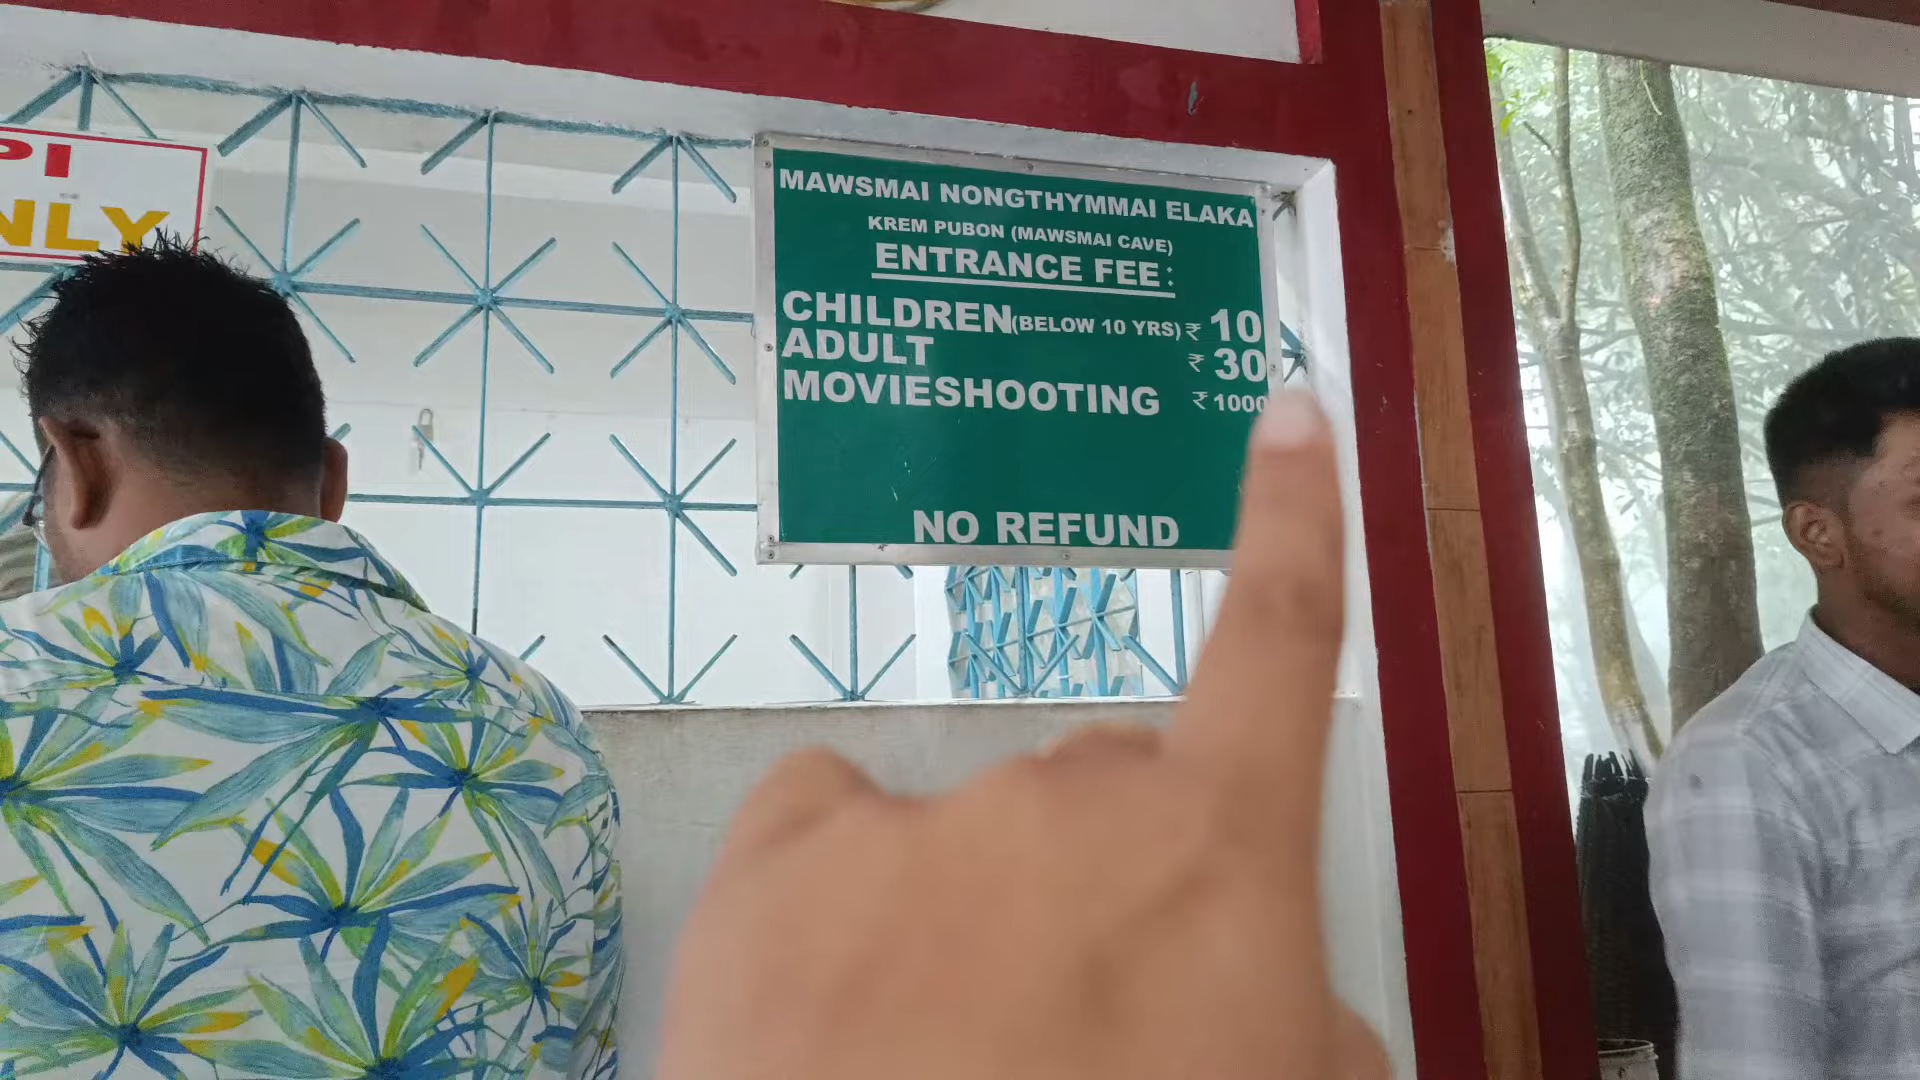 PI
NLY
MAWSMAI NONGTHYMMAI ELAKA
KREM PUBON (MAWSMAI CAVE)
ENTRANCE FEE:
CHILDREN(BELOW 10 YRS) ₹ 10
ADULT ₹ 30
MOVIESHOOTING ₹ 1000
NO REFUND